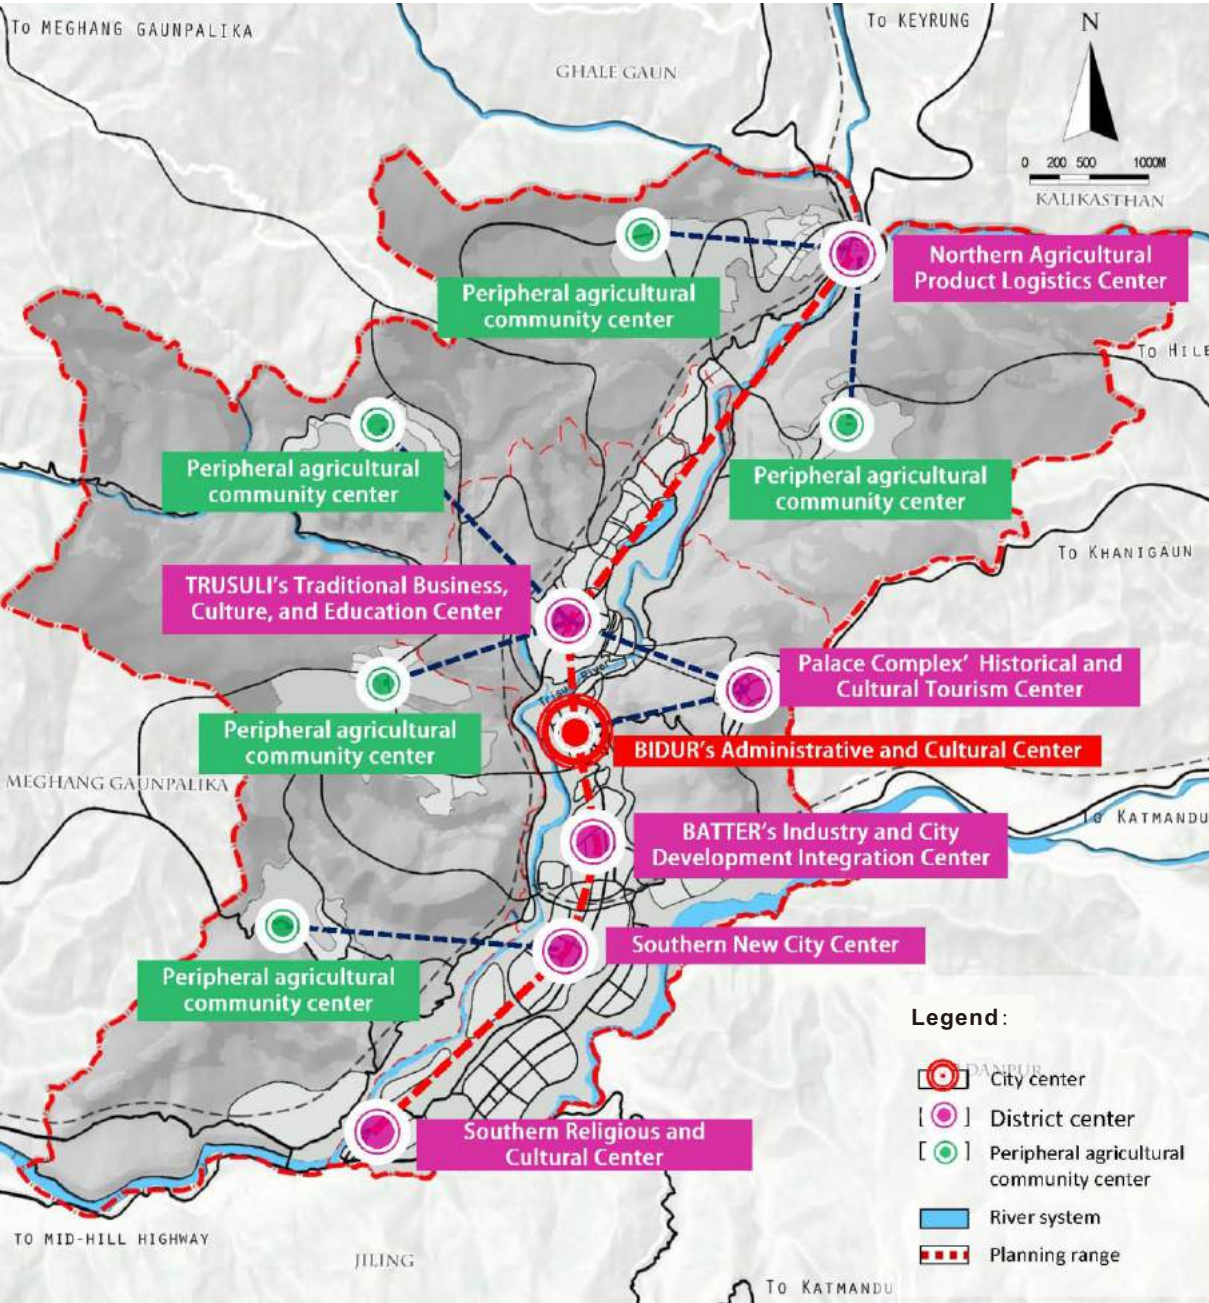 To MEGHANG GAUNPALIKA
To KEYRUNG
N
GHALE GAUN
0 200 500 1000M
KALIKASTHAN
Northern Agricultural
Product Logistics Center
Peripheral agricultural
community center
To HILE
Peripheral agricultural
community center
Peripheral agricultural
community center
To KHANIGAUN
TRUSULI's Traditional Business,
Culture, and Education Center
Palace Complex' Historical and
Cultural Tourism Center
River
Peripheral agricultural
community center
BIDUR's Administrative and Cultural Center
MEGHANG GAUNPALIKA
To KATMANDU
BATTER's Industry and City
Development Integration Center
Southern New City Center
Peripheral agricultural
community center
Legend:
DANPUR
City center
District center
Peripheral agricultural
community center
River system
Planning range
Southern Religious and
Cultural Center
TO MID-HILL HIGHWAY
JILING
To KATMANDU